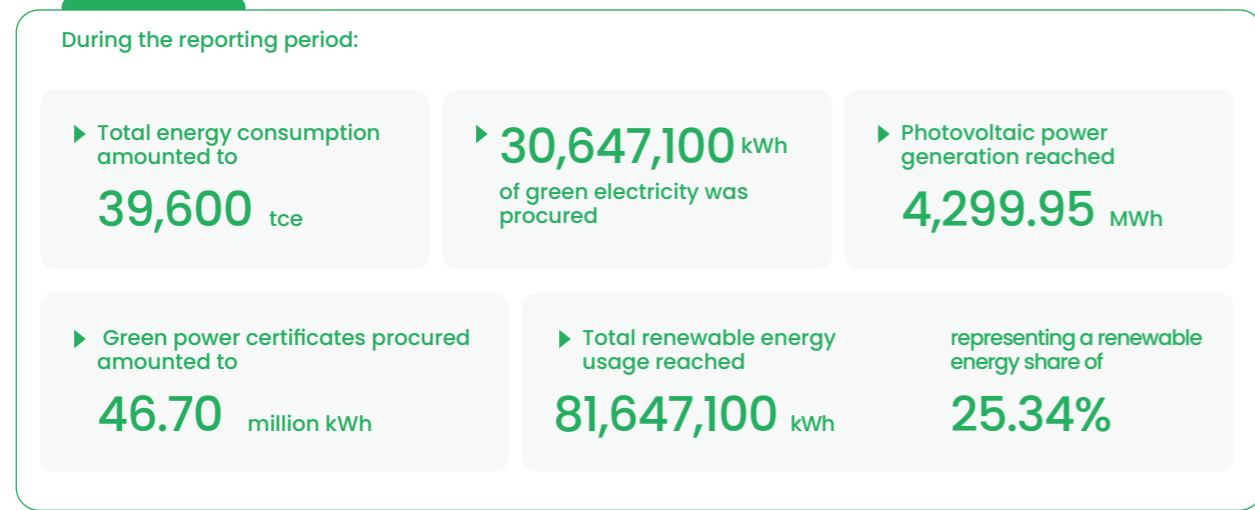 During the reporting period:
Total energy consumption
amounted to
39,600 tce
30,647,100 kWh
of green electricity was
procured
Photovoltaic power
generation reached
4,299.95 MWh
Green power certificates procured
amounted to
46.70 million kWh
Total renewable energy
usage reached
81,647,100 kWh
representing a renewable
energy share of
25.34%